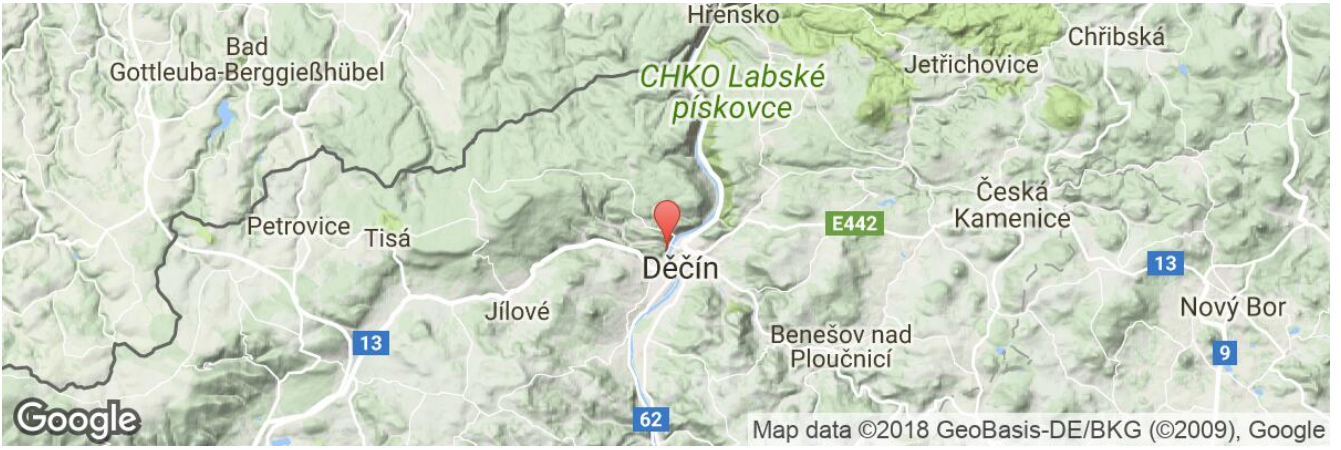 Hřensko
Bad
Gottleuba-Berggießhübel
Chřibská
Jetřichovice
CHKO Labské
pískovce
Česká
Kamenice
Petrovice
Tisá
E442
Děčín
13
Jílové
Nový Bor
Benešov nad
Ploučnicí
13
9
62
Google
Map data ©2018 GeoBasis-DE/BKG (©2009), Google